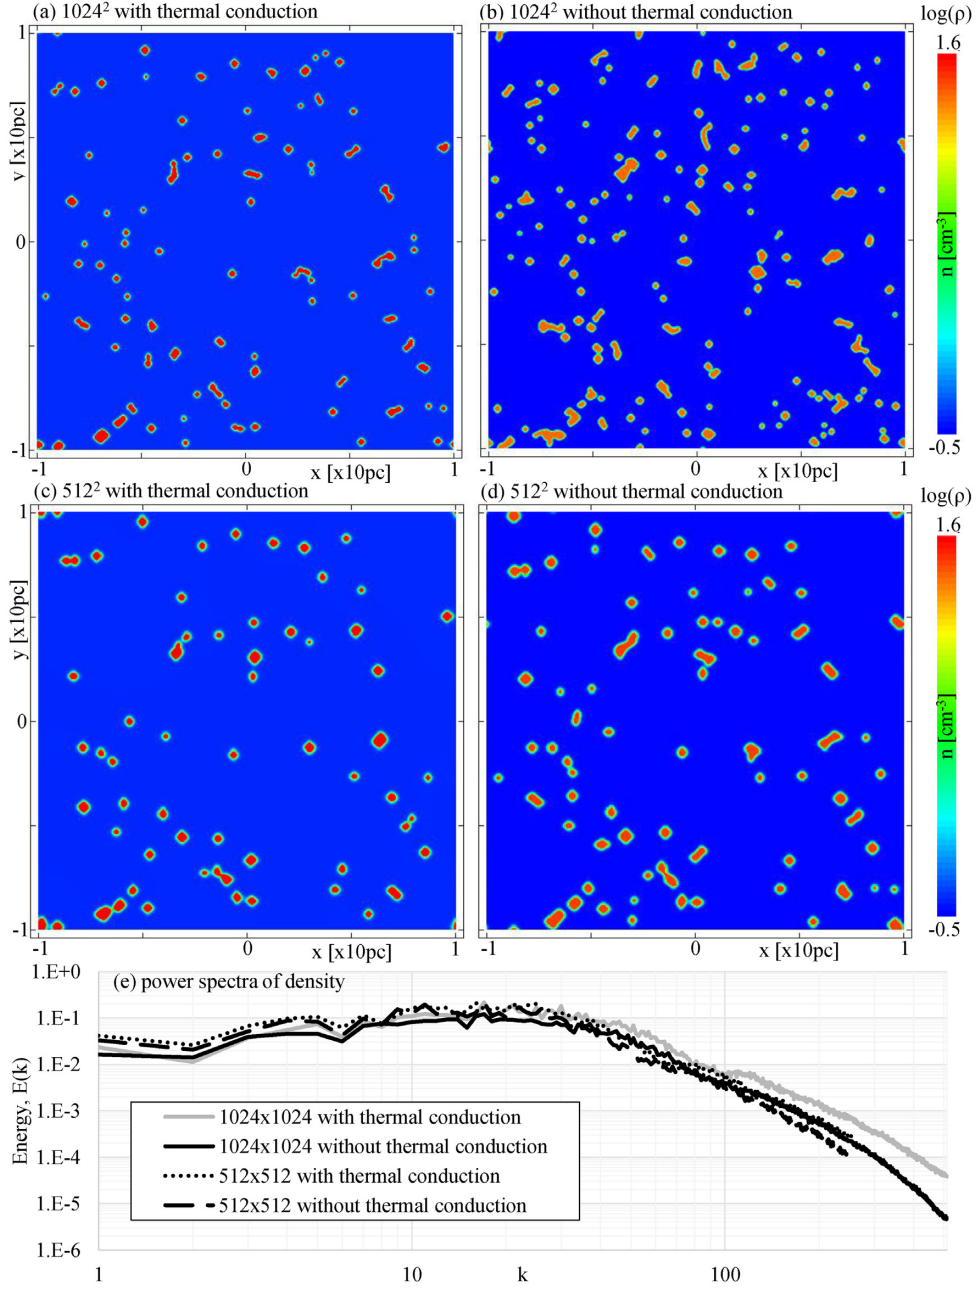 (a) 1024² with thermal conduction
(b) 1024² without thermal conduction
log(ρ)
1
1.6
y [x10pc]
n [cm⁻³]
0
-1
-0.5
-1
0
1
x [x10pc]
-1
0
1
x [x10pc]
(c) 512² with thermal conduction
(d) 512² without thermal conduction
log(ρ)
1
1.6
y [x10pc]
n [cm⁻³]
0
-1
-0.5
-1
0
1
x [x10pc]
-1
0
1
x [x10pc]
(e) power spectra of density
1.E+0
1.E-1
1.E-2
1.E-3
1.E-4
1.E-5
1.E-6
Energy, E(k)
1024x1024 with thermal conduction
1024x1024 without thermal conduction
512x512 with thermal conduction
512x512 without thermal conduction
1
10
k
100